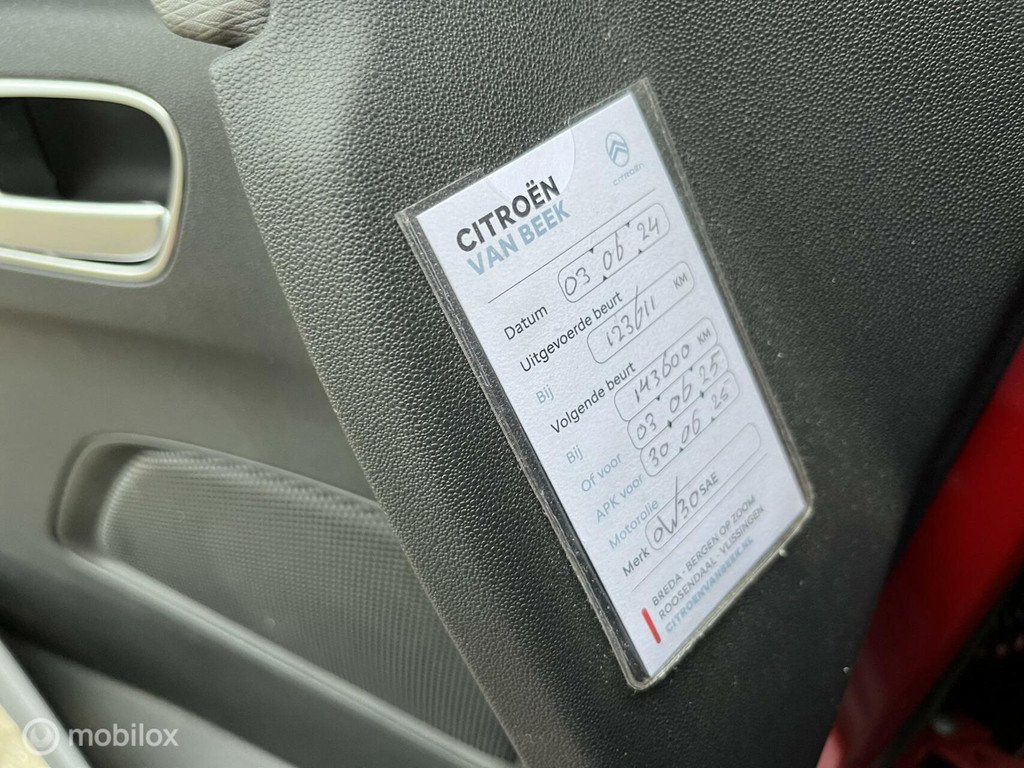 CITROËN
CITROËN
VAN BEEK
Datum 03 06 24
Uitgevoerde beurt
Bij 123611 KM
Volgende beurt
Bij 143600 KM
Of voor 03 06 25
APK voor 30 06 25
Motorolie
Merk 0W30 SAE
BREDA - BERGEN OP ZOOM
ROOSENDAAL - VLISSINGEN
CITROENVANBEEK.NL
mobilox